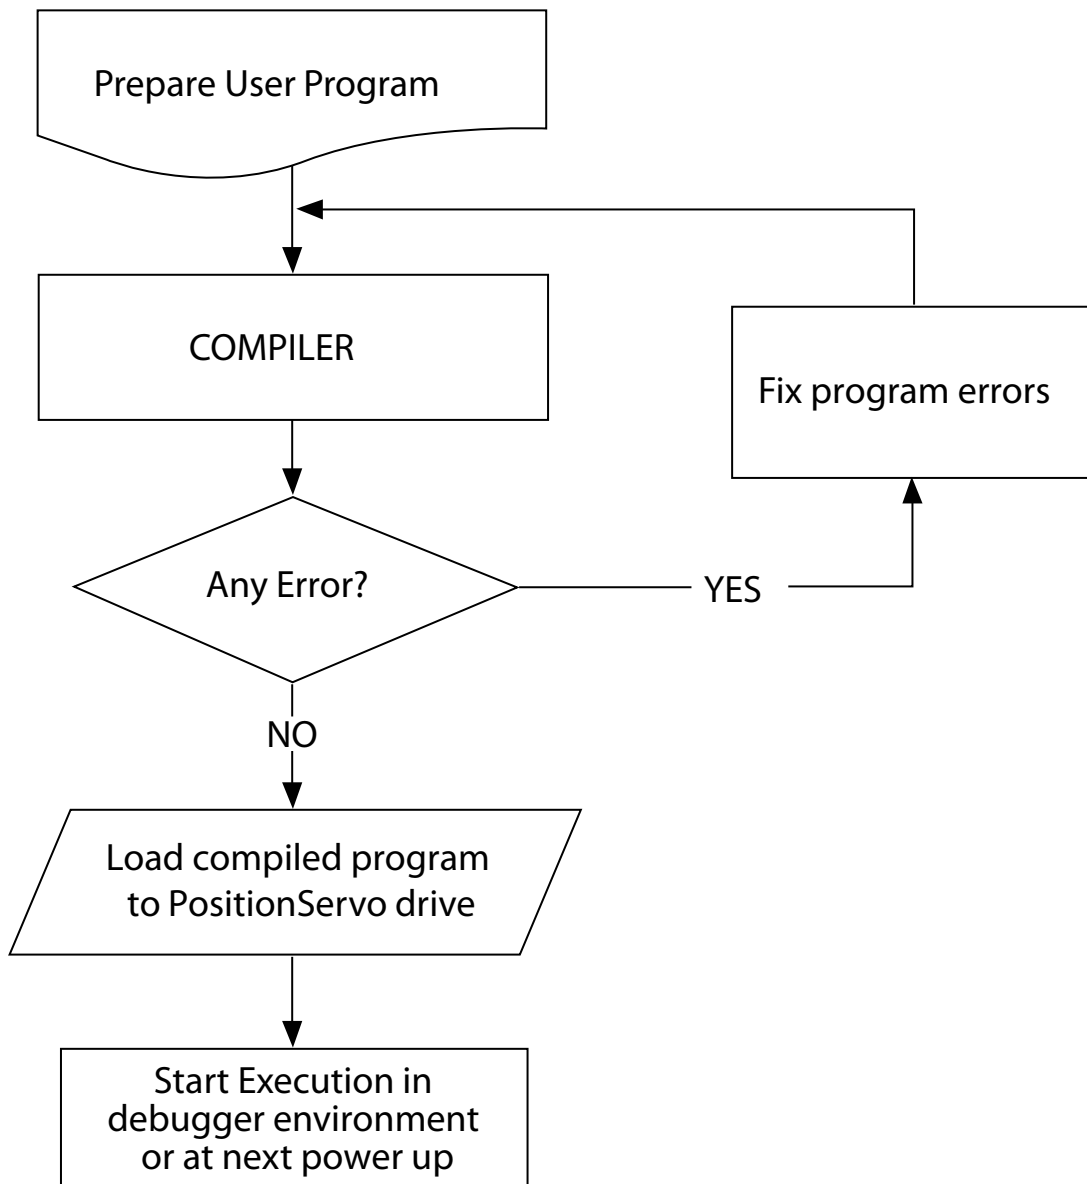 Prepare User Program
COMPILER
Fix program errors
Any Error?
YES
NO
Load compiled program
to PositionServo drive
Start Execution in
debugger environment
or at next power up